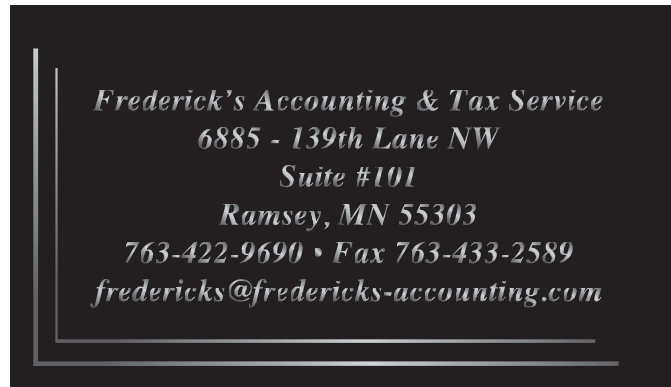 Frederick's Accounting & Tax Service
6885 - 139th Lane NW
Suite #101
Ramsey, MN 55303
763-422-9690 • Fax 763-433-2589
fredericks@fredericks-accounting.com